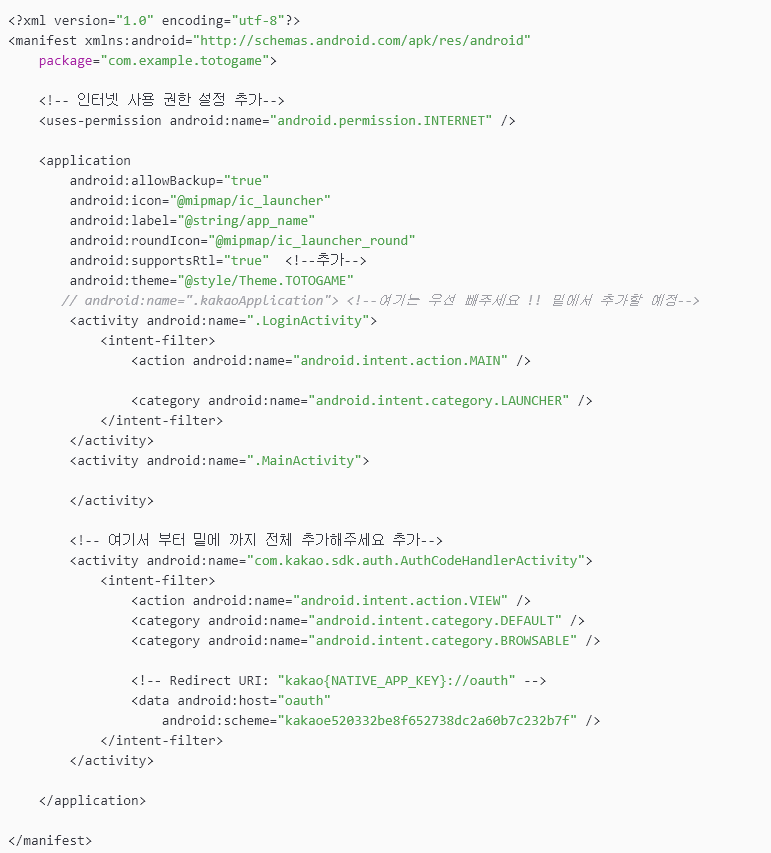 <?xml version="1.0" encoding="utf-8"?>
<manifest xmlns:android="http://schemas.android.com/apk/res/android"
    package="com.example.totogame">

    <!-- 인터넷 사용 권한 설정 추가-->
    <uses-permission android:name="android.permission.INTERNET" />

    <application
        android:allowBackup="true"
        android:icon="@mipmap/ic_launcher"
        android:label="@string/app_name"
        android:roundIcon="@mipmap/ic_launcher_round"
        android:supportsRtl="true"  <!--추가-->
        android:theme="@style/Theme.TOTOGAME"
       // android:name=".kakaoApplication"> <!--여기는 우선 빼주세요 !! 밑에서 추가할 예정-->
        <activity android:name=".LoginActivity">
            <intent-filter>
                <action android:name="android.intent.action.MAIN" />

                <category android:name="android.intent.category.LAUNCHER" />
            </intent-filter>
        </activity>
        <activity android:name=".MainActivity">

        </activity>

        <!-- 여기서 부터 밑에 까지 전체 추가해주세요 추가-->
        <activity android:name="com.kakao.sdk.auth.AuthCodeHandlerActivity">
            <intent-filter>
                <action android:name="android.intent.action.VIEW" />
                <category android:name="android.intent.category.DEFAULT" />
                <category android:name="android.intent.category.BROWSABLE" />

                <!-- Redirect URI: "kakao{NATIVE_APP_KEY}://oauth" -->
                <data android:host="oauth"
                    android:scheme="kakaoe520332be8f652738dc2a60b7c232b7f" />
            </intent-filter>
        </activity>

    </application>

</manifest>